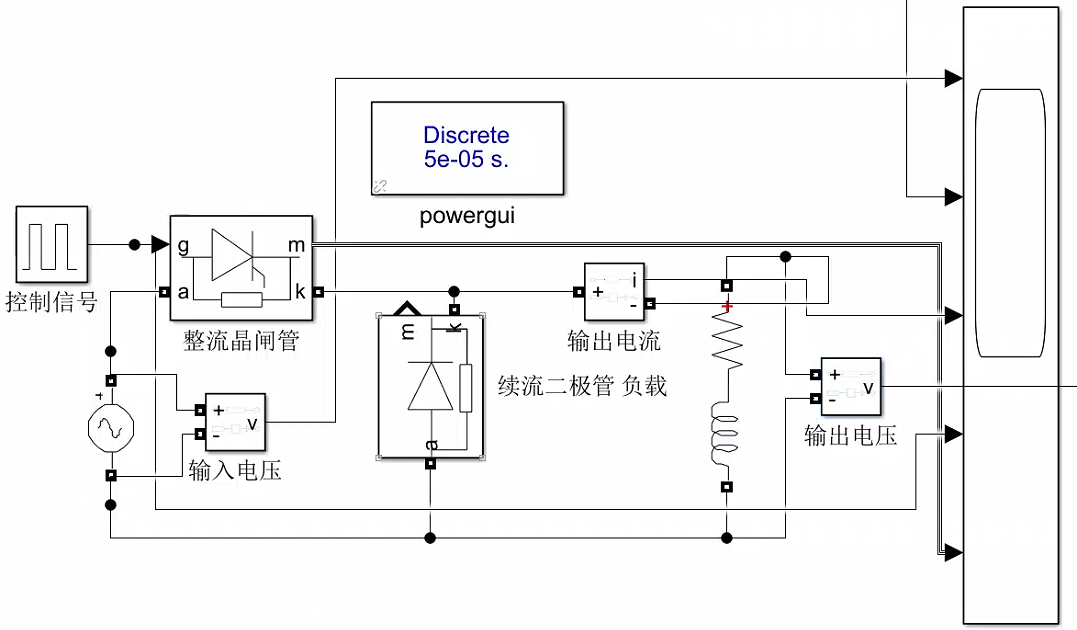 Discrete
5e-05 s.
powergui
g
m
a
k
控制信号
整流晶闸管
+
i
-
输出电流
m
k
a
续流二极管 负载
+
+
v
-
输入电压
+
+
v
-
输出电压